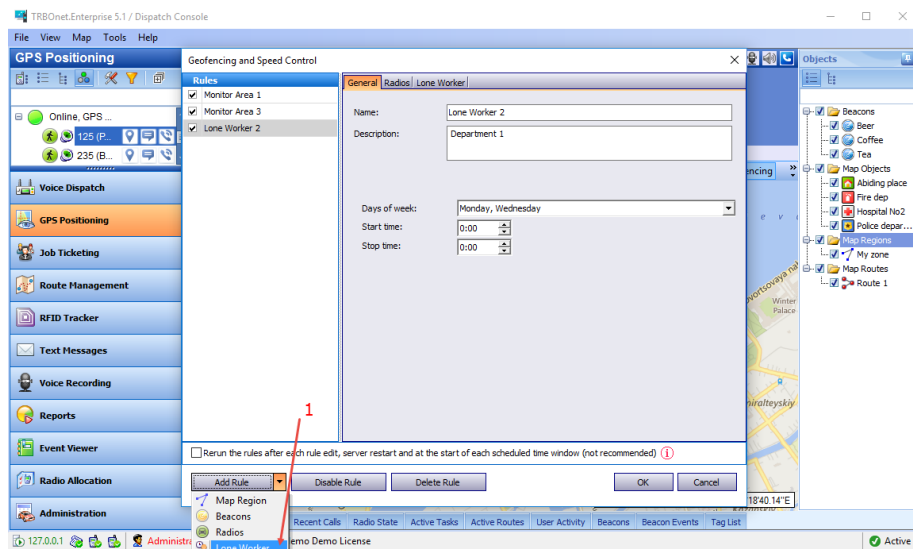 TRBOnet.Enterprise 5.1 / Dispatch Console
File View Map Tools Help
GPS Positioning
Online, GPS ...
125 (P...
235 (B...
Voice Dispatch
GPS Positioning
Job Ticketing
Route Management
RFID Tracker
Text Messages
Voice Recording
Reports
Event Viewer
Radio Allocation
Administration
Geofencing and Speed Control
Rules
Monitor Area 1
Monitor Area 3
Lone Worker 2
General Radios Lone Worker
Name: Lone Worker 2
Description: Department 1
Days of week: Monday, Wednesday
Start time: 0:00
Stop time: 0:00
1
Rerun the rules after each rule edit, server restart and at the start of each scheduled time window (not recommended) i
Add Rule Disable Rule Delete Rule OK Cancel
Map Region
Beacons
Radios
Lone Worker
encing
Winter
Palace
miralteyskiy
18'40.14"E
Recent Calls Radio State Active Tasks Active Routes User Activity Beacons Beacon Events Tag List
Objects
Beacons
Beer
Coffee
Tea
Map Objects
Abiding place
Fire dep
Hospital No2
Police depar...
Map Regions
My zone
Map Routes
Route 1
127.0.0.1 Administra emo Demo License Active